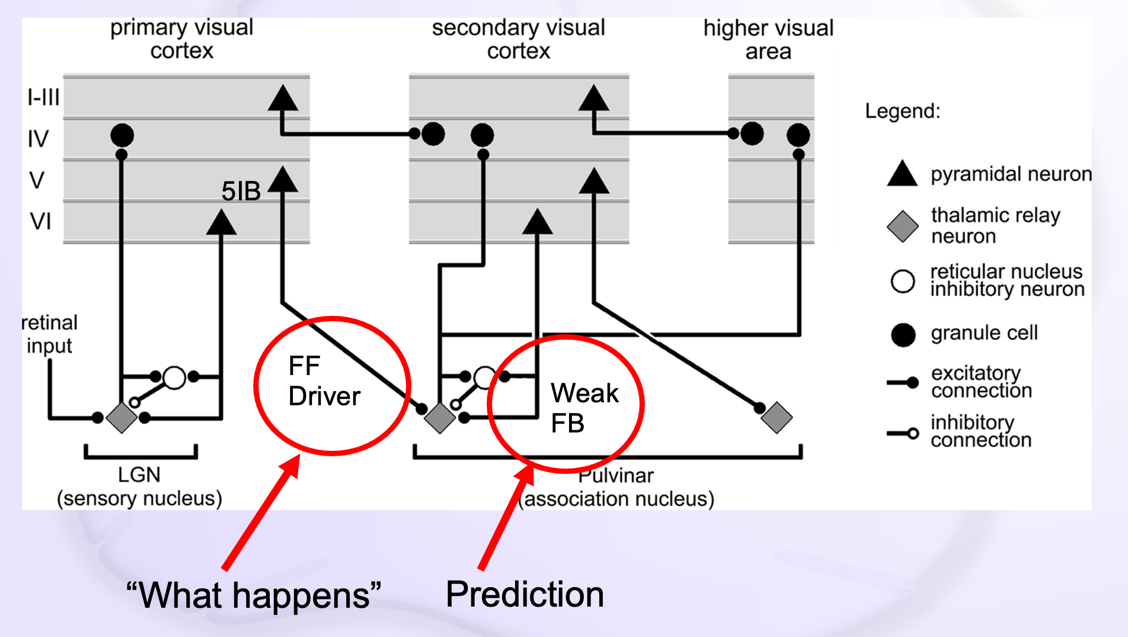 primary visual
cortex
secondary visual
cortex
higher visual
area
I-III
IV
V
VI
5IB
Legend:
pyramidal neuron
thalamic relay
neuron
reticular nucleus
inhibitory neuron
granule cell
excitatory
connection
inhibitory
connection
retinal
input
FF
Driver
Weak
FB
LGN
(sensory nucleus)
Pulvinar
(association nucleus)
“What happens”
Prediction